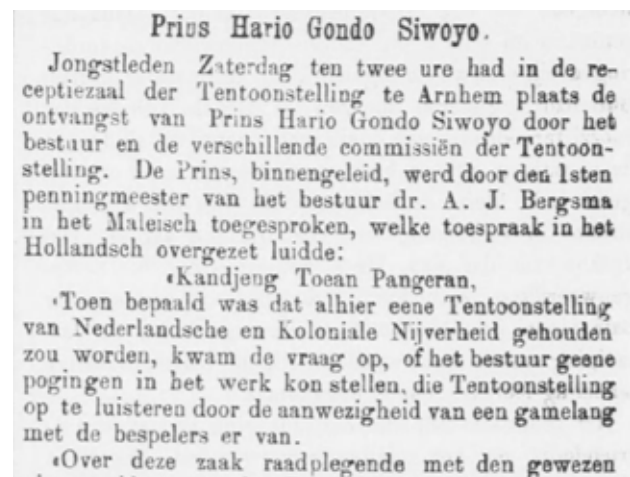 Prins Hario Gondo Siwoyo.
Jongstleden Zaterdag ten twee ure had in de re-
ceptiezaal der Tentoonstelling te Arnhem plaats de
ontvangst van Prins Hario Gondo Siwoyo door het
bestuur en de verschillende commissiën der Tentoon-
stelling. De Prins, binnengeleid, werd door den 1sten
penningmeester van het bestuur dr. A. J. Bergsma
in het Maleisch toegesproken, welke toespraak in het
Hollandsch overgezet luidde:
„Kandjeng Toean Pangeran,
„Toen bepaald was dat alhier eene Tentoonstelling
van Nederlandsche en Koloniale Nijverheid gehouden
zou worden, kwam de vraag op, of het bestuur geene
pogingen in het werk kon stellen, die Tentoonstelling
op te luisteren door de aanwezigheid van een gamelang
met de bespelers er van.
„Over deze zaak raadplegende met den gewezen